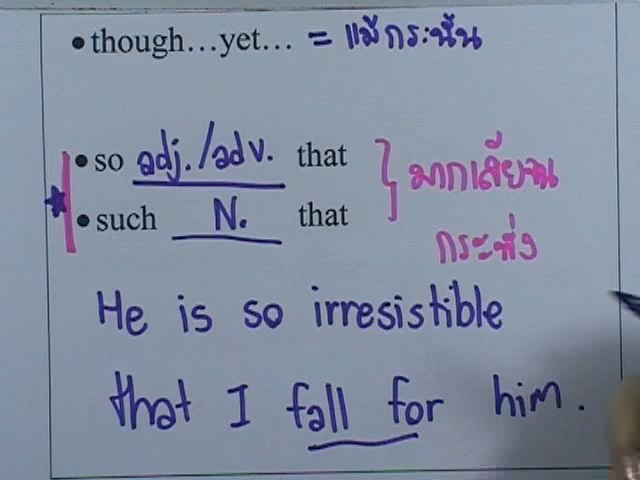 • though...yet... = แม้กระนั้น
• so adj./adv. that
• such N. that
} มากเสียจน
กระทั่ง
He is so irresistible
that I fall for him.